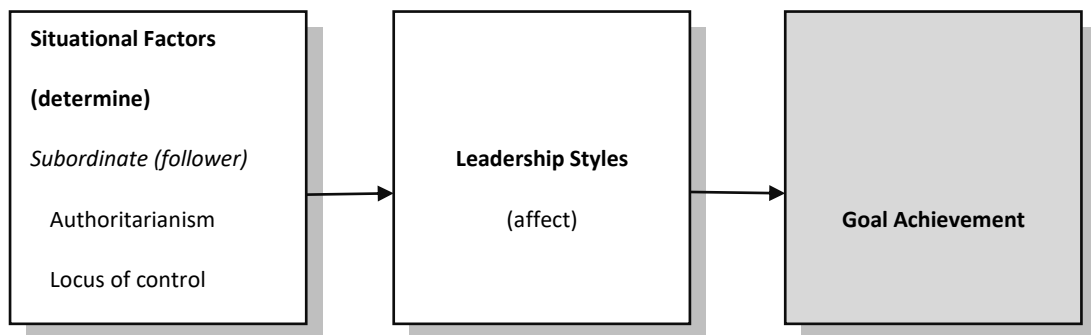 Situational Factors
(determine)
Subordinate (follower)
Authoritarianism
Locus of control
Leadership Styles
(affect)
Goal Achievement